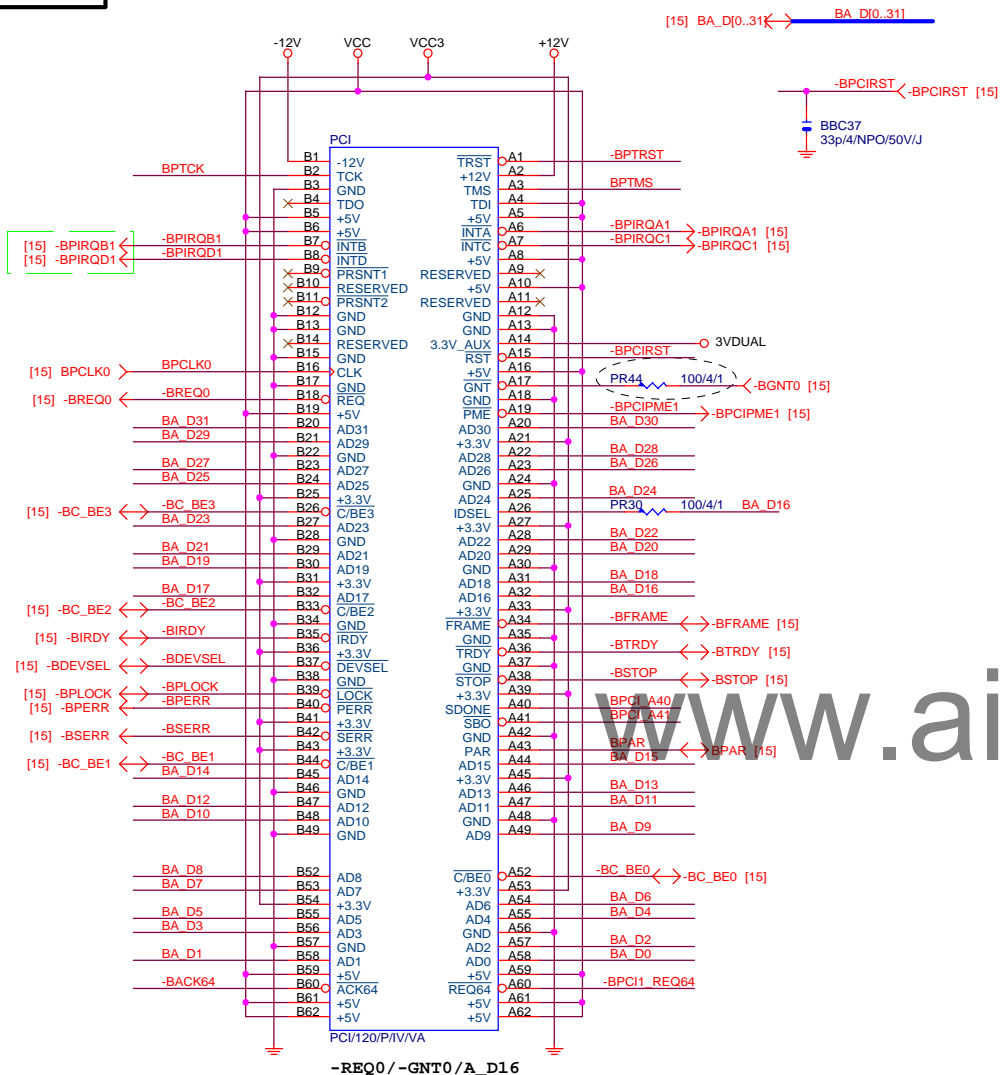 [15] BA_D[0..31] BA_D[0..31]
-12V VCC VCC3 +12V
-BPCIRST -BPCIRST [15]
BBC37
33p/4/NPO/50V/J
PCI
B1 -12V TRST A1 -BPTRST
BPTCK B2 TCK +12V A2
B3 GND TMS A3 BPTMS
B4 TDO TDI A4
B5 +5V +5V A5
B6 +5V INTA A6 -BPIRQA1 -BPIRQA1 [15]
[15] -BPIRQB1 -BPIRQB1 B7 INTB INTC A7 -BPIRQC1 -BPIRQC1 [15]
[15] -BPIRQD1 -BPIRQD1 B8 INTD +5V A8
B9 PRSNT1 RESERVED A9
B10 RESERVED +5V A10
B11 PRSNT2 RESERVED A11
B12 GND GND A12
B13 GND GND A13
B14 RESERVED 3.3V_AUX A14 3VDUAL
B15 GND RST A15 -BPCIRST
[15] BPCLK0 BPCLK0 B16 CLK +5V A16
B17 GND GNT A17 PR44 100/4/1 -BGNT0 [15]
[15] -BREQ0 -BREQ0 B18 REQ GND A18
B19 +5V PME A19 -BPCIPME1 -BPCIPME1 [15]
BA_D31 B20 AD31 AD30 A20 BA_D30
BA_D29 B21 AD29 +3.3V A21
B22 GND AD28 A22 BA_D28
BA_D27 B23 AD27 AD26 A23 BA_D26
BA_D25 B24 AD25 GND A24
B25 +3.3V AD24 A25 BA_D24
[15] -BC_BE3 -BC_BE3 B26 C/BE3 IDSEL A26 PR30 100/4/1 BA_D16
BA_D23 B27 AD23 +3.3V A27
B28 GND AD22 A28 BA_D22
BA_D21 B29 AD21 AD20 A29 BA_D20
BA_D19 B30 AD19 GND A30
B31 +3.3V AD18 A31 BA_D18
BA_D17 B32 AD17 AD16 A32 BA_D16
[15] -BC_BE2 -BC_BE2 B33 C/BE2 +3.3V A33
B34 GND FRAME A34 -BFRAME -BFRAME [15]
[15] -BIRDY -BIRDY B35 IRDY GND A35
B36 +3.3V TRDY A36 -BTRDY -BTRDY [15]
[15] -BDEVSEL -BDEVSEL B37 DEVSEL GND A37
B38 GND STOP A38 -BSTOP -BSTOP [15]
[15] -BPLOCK -BPLOCK B39 LOCK +3.3V A39
[15] -BPERR -BPERR B40 PERR SDONE A40 BPCI_A40
B41 +3.3V SBO A41 BPCI_A41
[15] -BSERR -BSERR B42 SERR GND A42
B43 +3.3V PAR A43 BPAR BPAR [15]
[15] -BC_BE1 -BC_BE1 B44 C/BE1 AD15 A44 BA_D15
BA_D14 B45 AD14 +3.3V A45
B46 GND AD13 A46 BA_D13
BA_D12 B47 AD12 AD11 A47 BA_D11
BA_D10 B48 AD10 GND A48
B49 GND AD9 A49 BA_D9
BA_D8 B52 AD8 C/BE0 A52 -BC_BE0 -BC_BE0 [15]
BA_D7 B53 AD7 +3.3V A53
B54 +3.3V AD6 A54 BA_D6
BA_D5 B55 AD5 AD4 A55 BA_D4
BA_D3 B56 AD3 GND A56
B57 GND AD2 A57 BA_D2
BA_D1 B58 AD1 AD0 A58 BA_D0
B59 +5V +5V A59
-BACK64 B60 ACK64 REQ64 A60 -BPCI1_REQ64
B61 +5V +5V A61
B62 +5V +5V A62
PCI/120/P/IV/VA
-REQ0/-GNT0/A_D16
www.ai